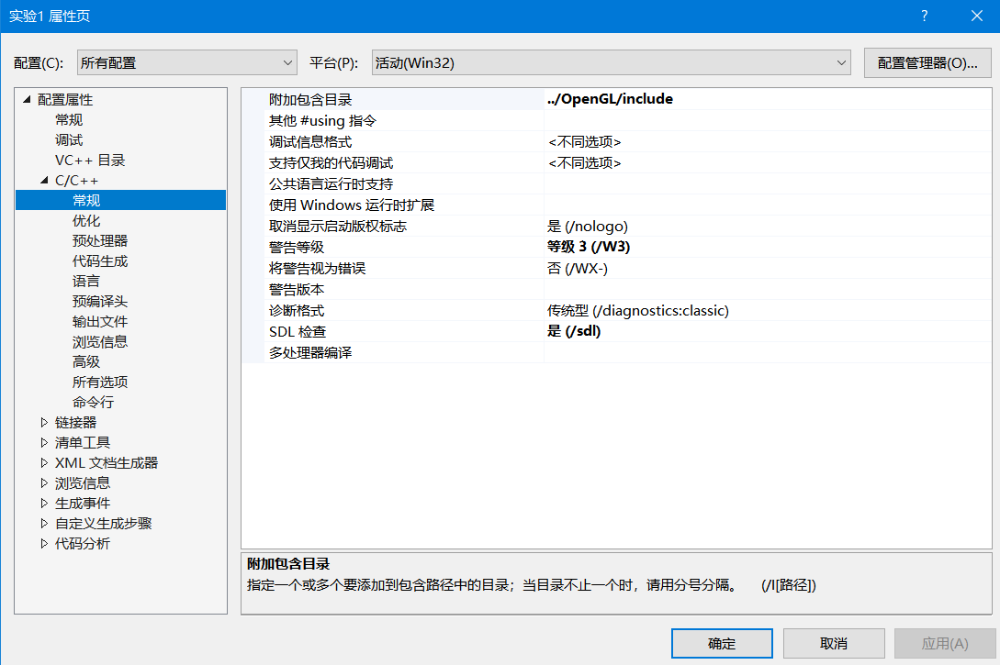 实验1 属性页
?
配置(C): 所有配置 平台(P): 活动(Win32) 配置管理器(O)...
配置属性
常规
调试
VC++ 目录
C/C++
常规
优化
预处理器
代码生成
语言
预编译头
输出文件
浏览信息
高级
所有选项
命令行
链接器
清单工具
XML 文档生成器
浏览信息
生成事件
自定义生成步骤
代码分析
附加包含目录 ../OpenGL/include
其他 #using 指令
调试信息格式 <不同选项>
支持仅我的代码调试 <不同选项>
公共语言运行时支持
使用 Windows 运行时扩展
取消显示启动版权标志 是 (/nologo)
警告等级 等级 3 (/W3)
将警告视为错误 否 (/WX-)
警告版本
诊断格式 传统型 (/diagnostics:classic)
SDL 检查 是 (/sdl)
多处理器编译
附加包含目录
指定一个或多个要添加到包含路径中的目录；当目录不止一个时，请用分号分隔。 (/I[路径])
确定 取消 应用(A)